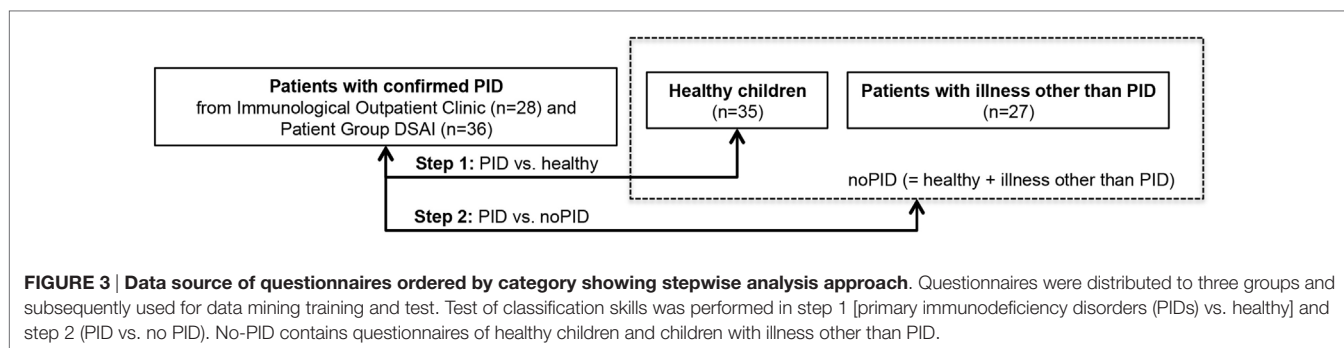 Patients with confirmed PID
from Immunological Outpatient Clinic (n=28) and
Patient Group DSAI (n=36)
Healthy children
(n=35)
Patients with illness other than PID
(n=27)
Step 1: PID vs. healthy
noPID (= healthy + illness other than PID)
Step 2: PID vs. noPID
FIGURE 3 | Data source of questionnaires ordered by category showing stepwise analysis approach. Questionnaires were distributed to three groups and
subsequently used for data mining training and test. Test of classification skills was performed in step 1 [primary immunodeficiency disorders (PIDs) vs. healthy] and
step 2 (PID vs. no PID). No-PID contains questionnaires of healthy children and children with illness other than PID.